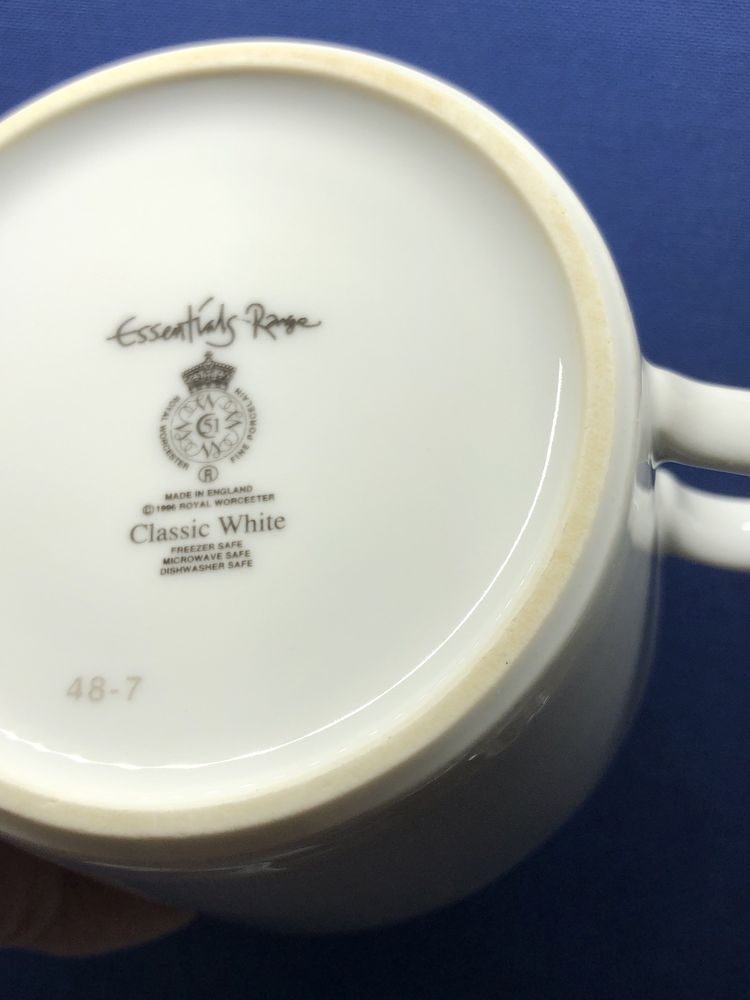 Essentials Range
ROYAL WORCESTER
FINE PORCELAIN
51
R
MADE IN ENGLAND
© 1996 ROYAL WORCESTER
Classic White
FREEZER SAFE
MICROWAVE SAFE
DISHWASHER SAFE
48-7